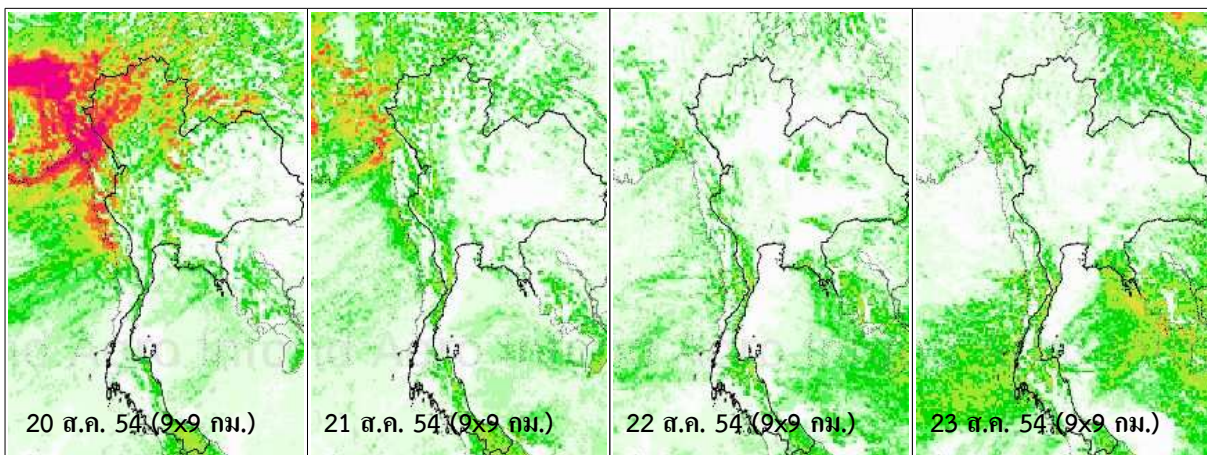 20 ส.ค. 54 (9x9 กม.)
21 ส.ค. 54 (9x9 กม.)
22 ส.ค. 54 (9x9 กม.)
23 ส.ค. 54 (9x9 กม.)